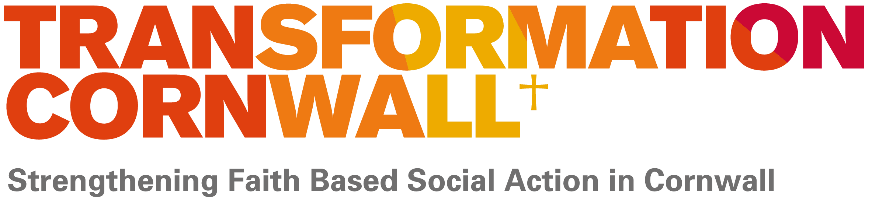 TRANSFORMATION
CORNWALL
Strengthening Faith Based Social Action in Cornwall